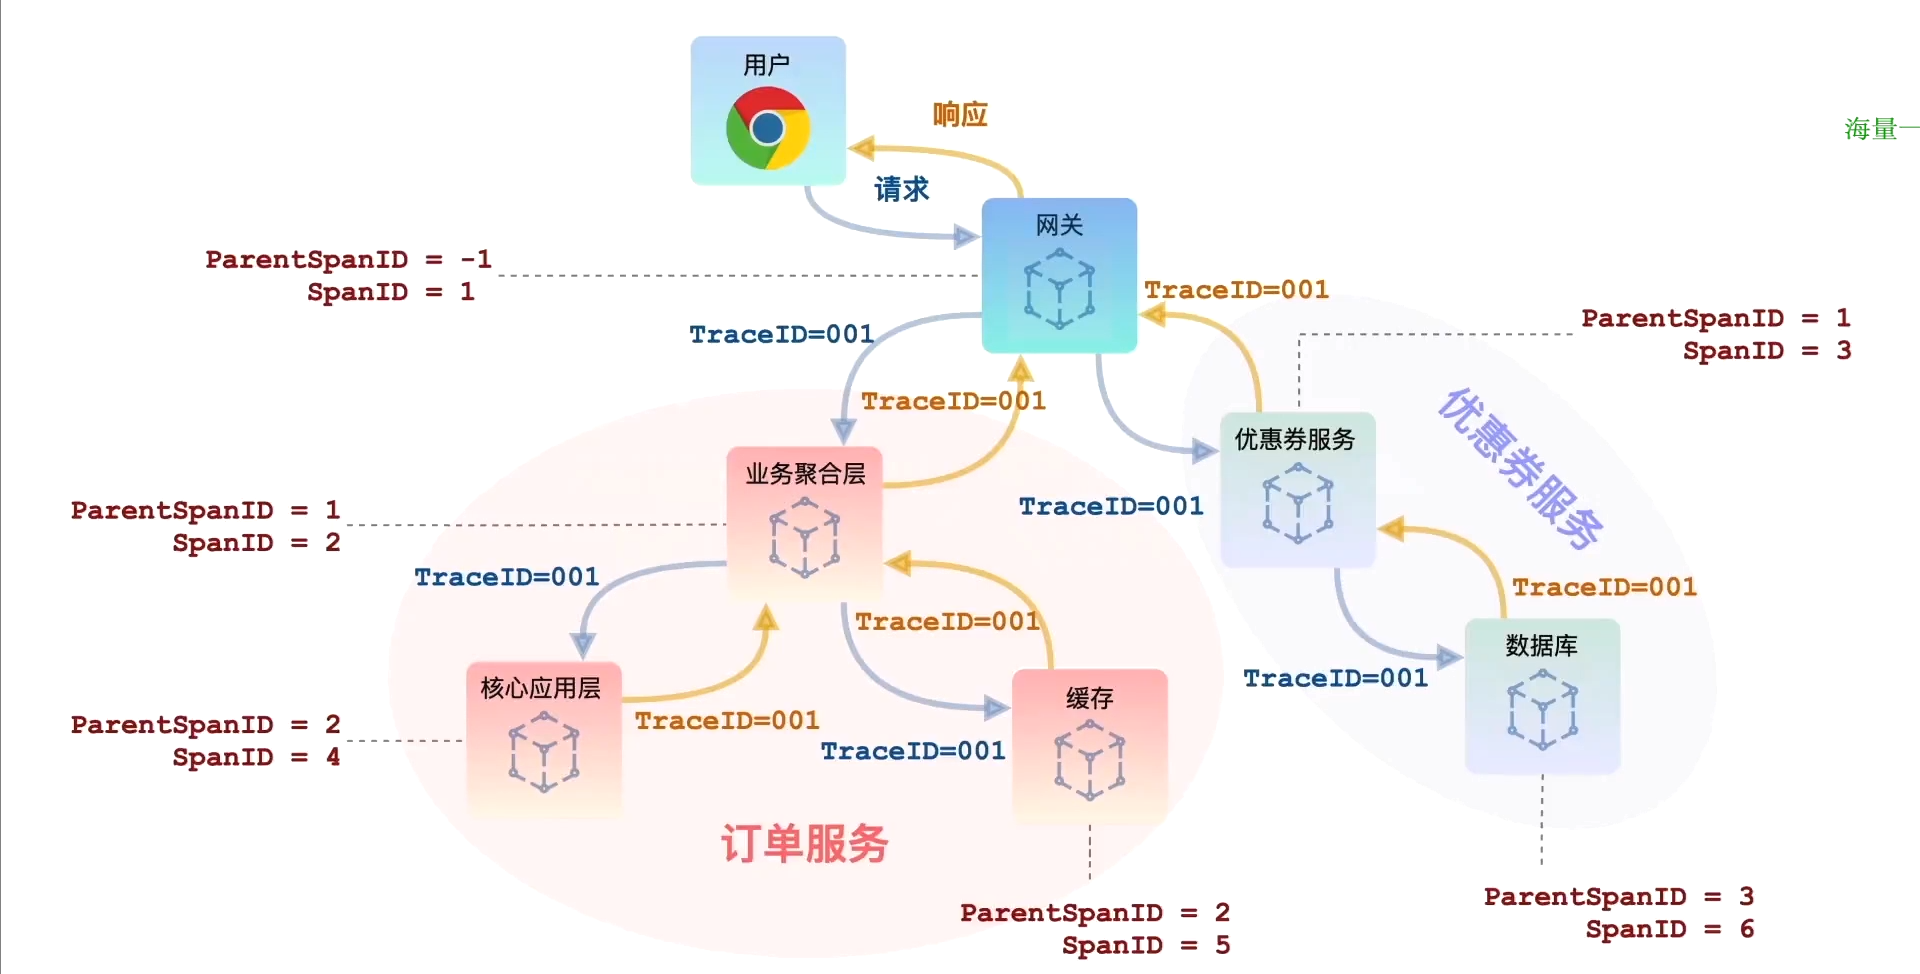 用户
响应
海量一
请求
网关
ParentSpanID = -1
SpanID = 1
TraceID=001
ParentSpanID = 1
SpanID = 3
TraceID=001
TraceID=001
优惠券服务
优惠券服务
业务聚合层
TraceID=001
ParentSpanID = 1
SpanID = 2
TraceID=001
TraceID=001
TraceID=001
数据库
TraceID=001
核心应用层
缓存
ParentSpanID = 2
SpanID = 4
TraceID=001
TraceID=001
订单服务
ParentSpanID = 2
SpanID = 5
ParentSpanID = 3
SpanID = 6